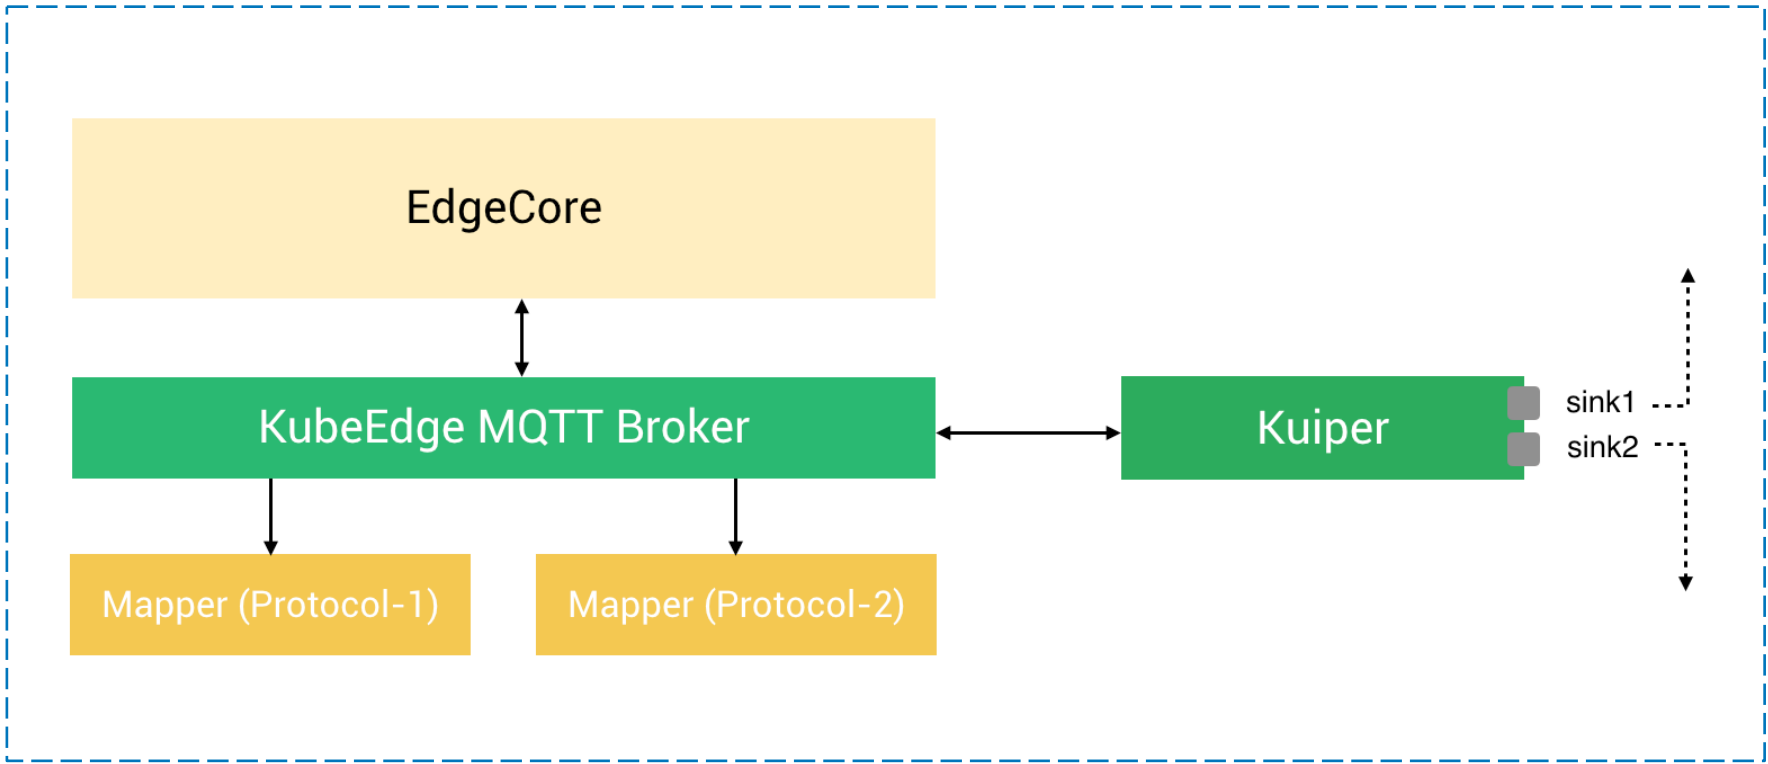 EdgeCore
KubeEdge MQTT Broker
Kuiper
sink1
sink2
Mapper (Protocol-1)
Mapper (Protocol-2)